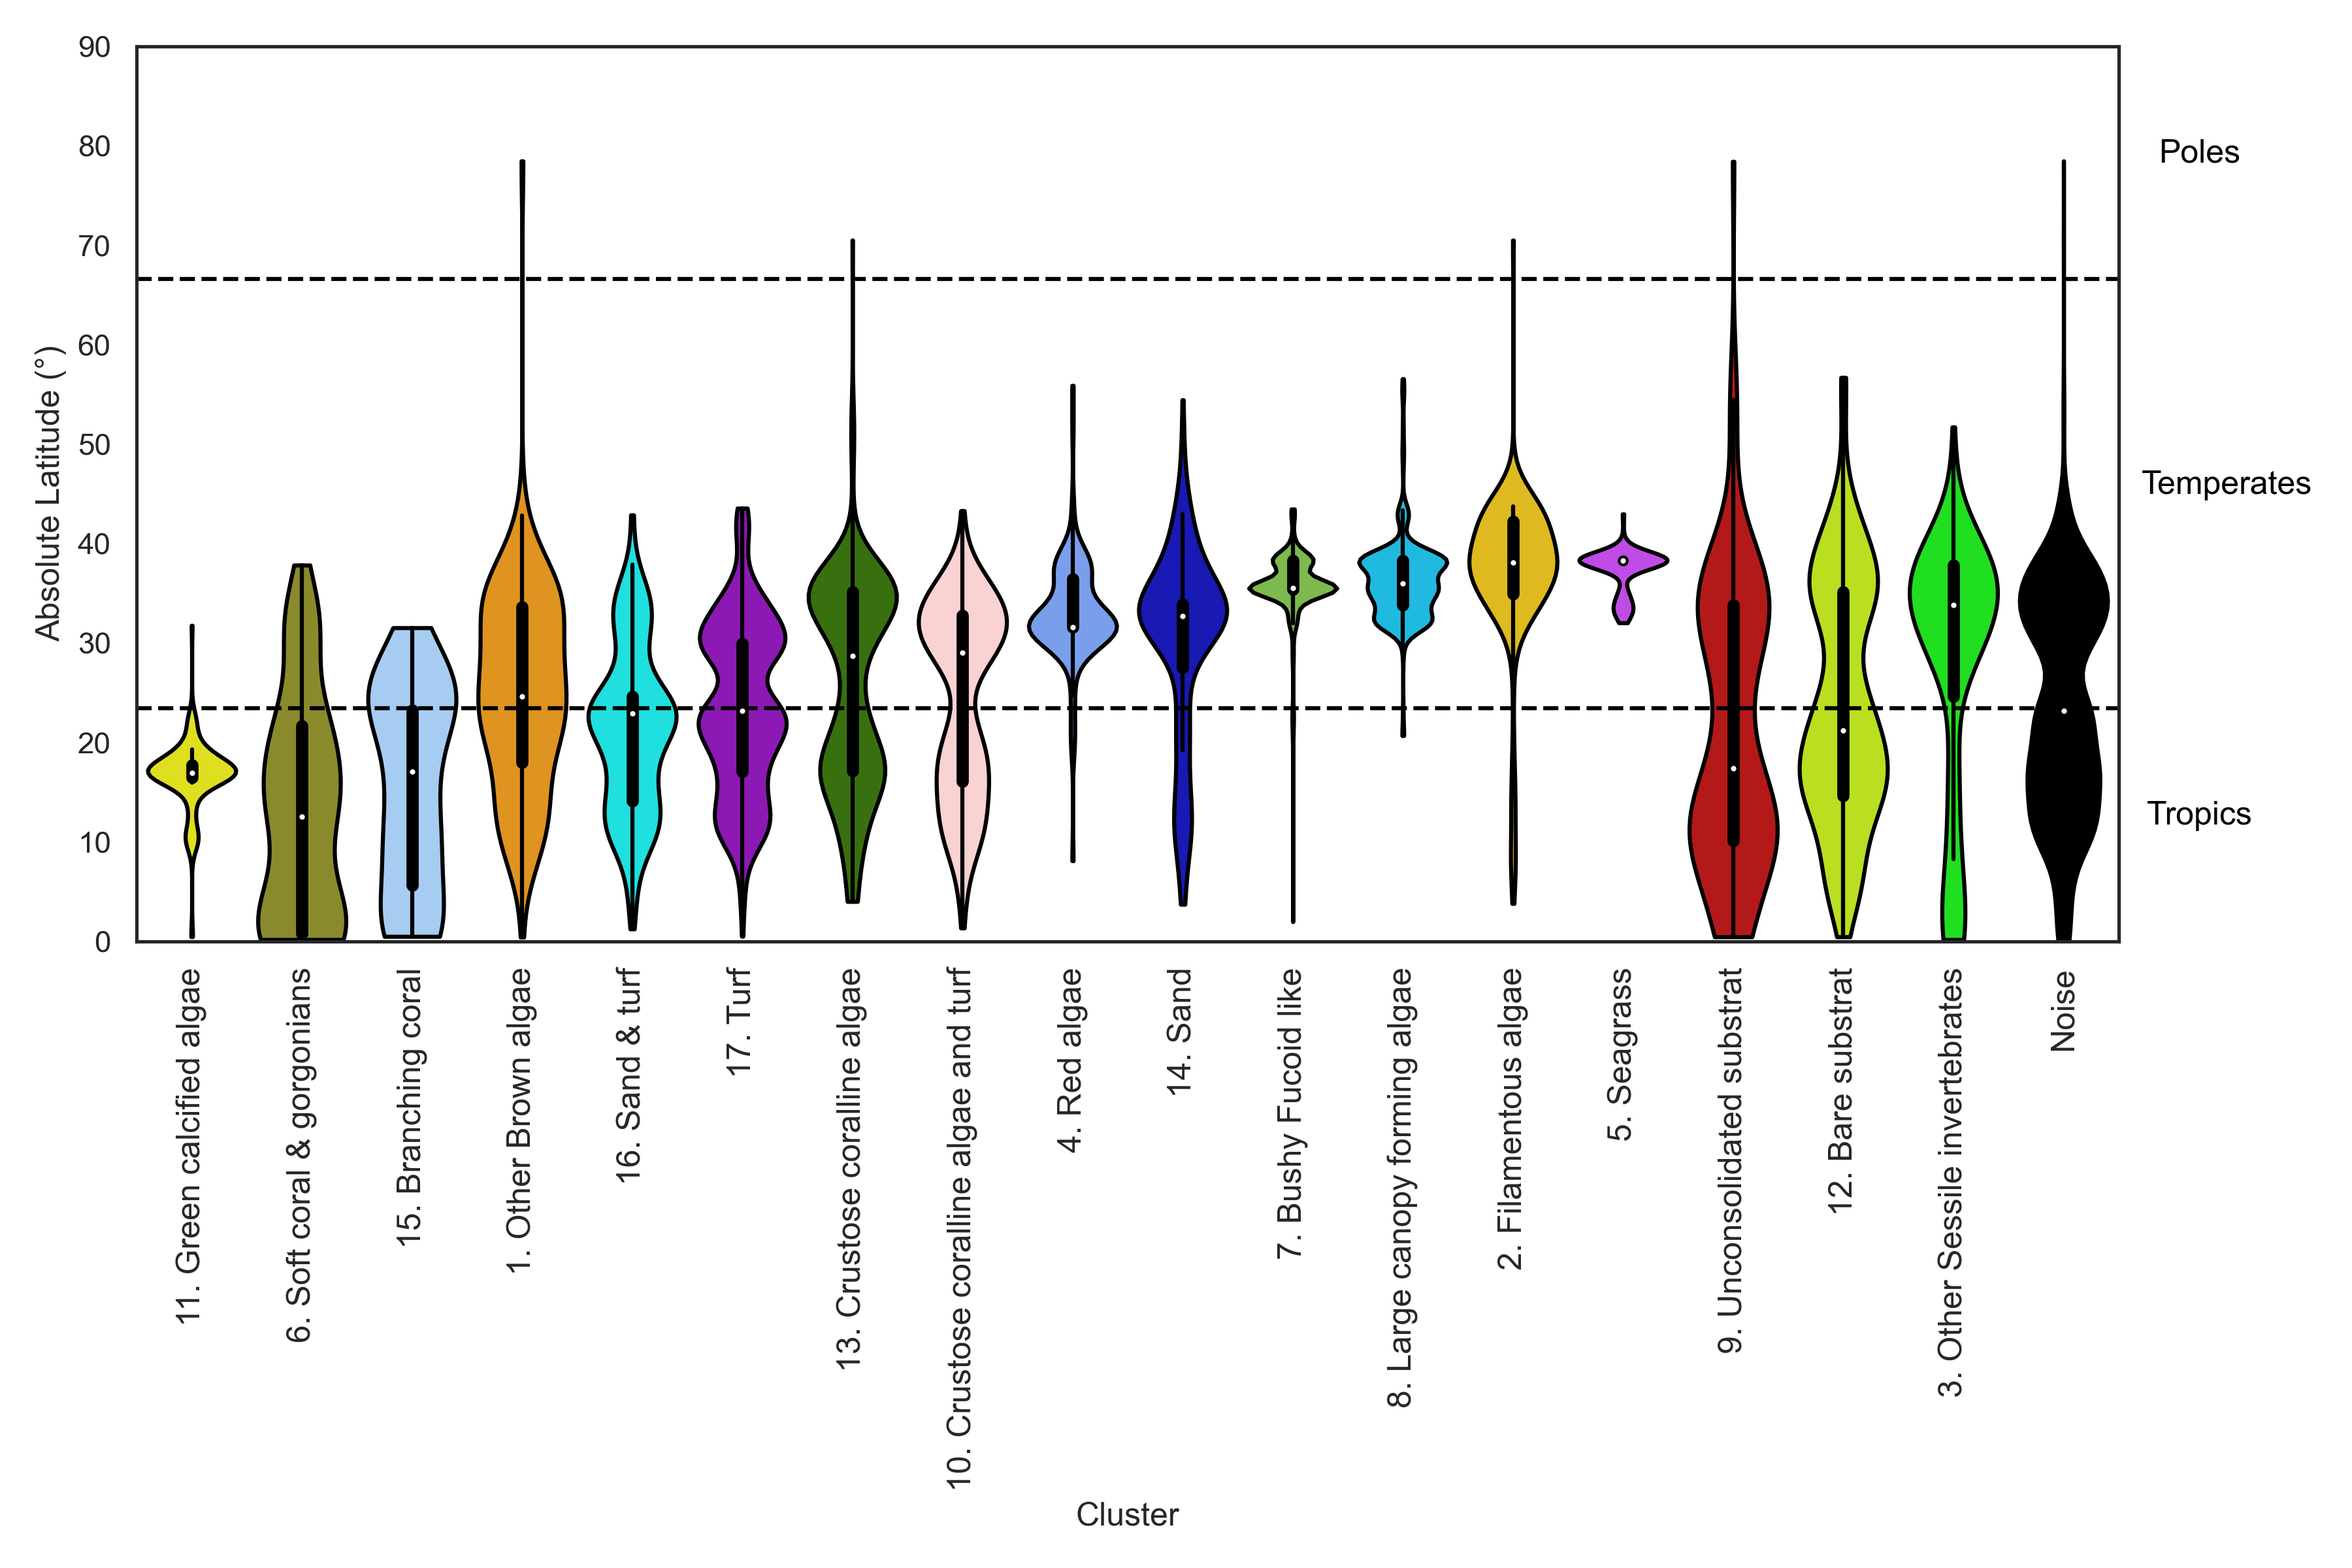 90
80
70
60
50
40
30
20
10
0
Absolute Latitude (°)
Poles
Temperates
Tropics
11. Green calcified algae
6. Soft coral & gorgonians
15. Branching coral
1. Other Brown algae
16. Sand & turf
17. Turf
13. Crustose coralline algae
10. Crustose coralline algae and turf
4. Red algae
14. Sand
7. Bushy Fucoid like
8. Large canopy forming algae
2. Filamentous algae
5. Seagrass
9. Unconsolidated substrat
12. Bare substrat
3. Other Sessile invertebrates
Noise
Cluster